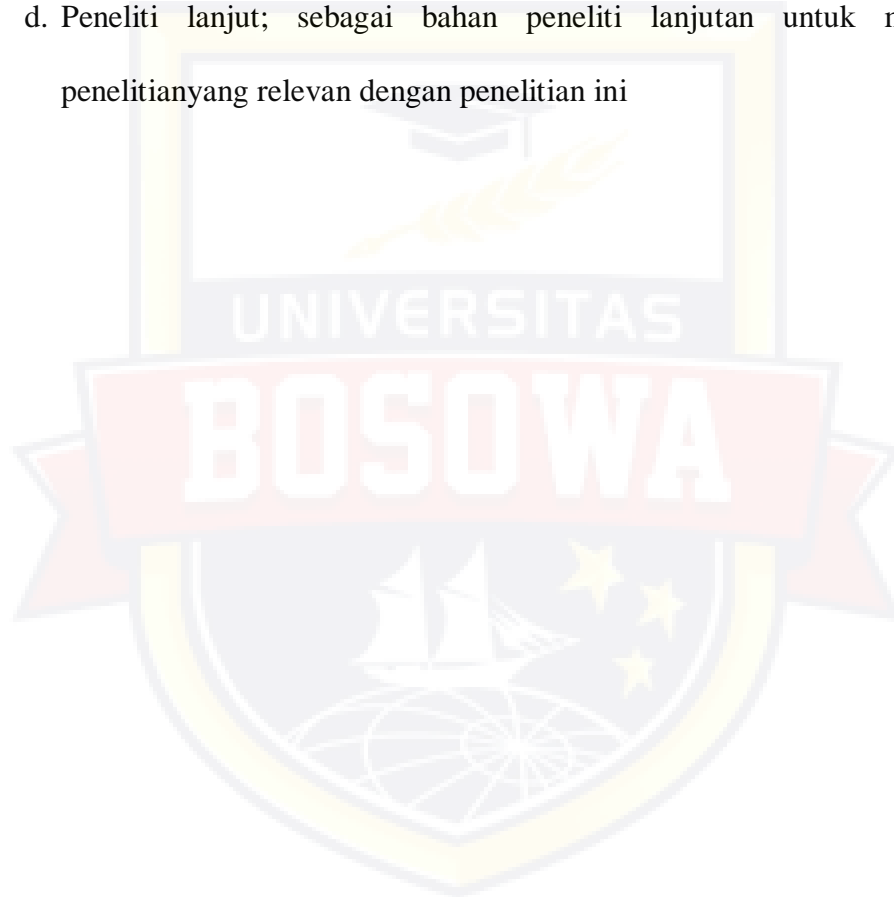 d. Peneliti lanjut; sebagai bahan peneliti lanjutan untuk
penelitianyang relevan dengan penelitian ini
UNIVERSITAS
BOSOWA